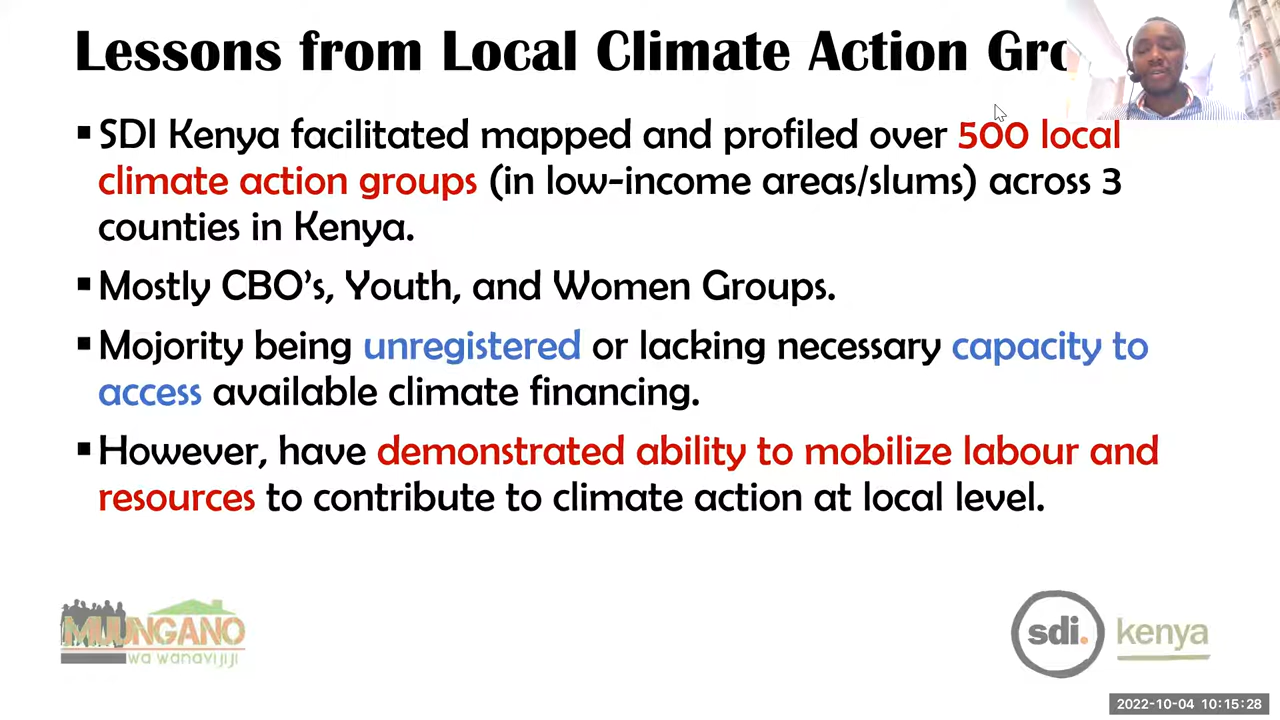 Lessons from Local Climate Action Gro
▪SDI Kenya facilitated mapped and profiled over 500 local
climate action groups (in low-income areas/slums) across 3
counties in Kenya.
▪Mostly CBO’s, Youth, and Women Groups.
▪Mojority being unregistered or lacking necessary capacity to
access available climate financing.
▪However, have demonstrated ability to mobilize labour and
resources to contribute to climate action at local level.
MUUNGANO
wa wanavijiji
sdi. kenya
2022-10-04 10:15:28